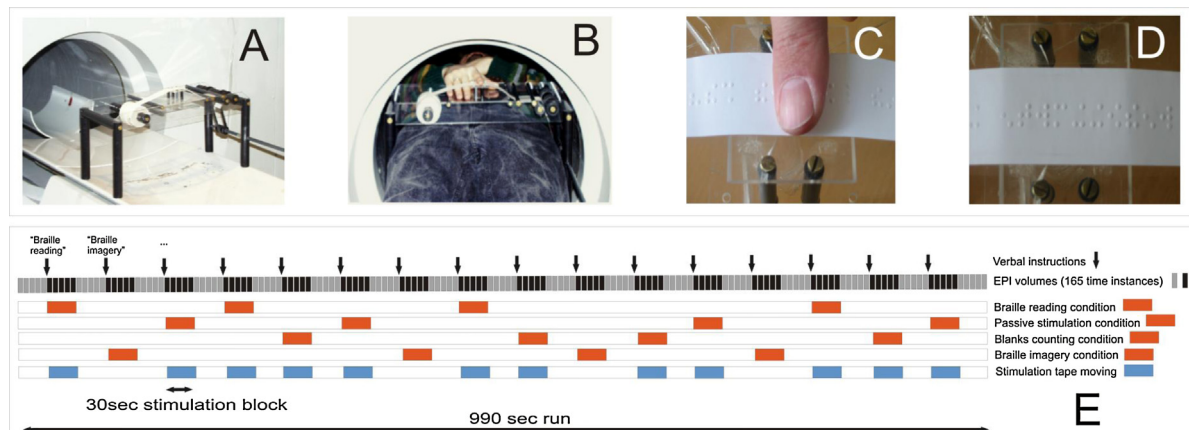 A
B
C
D
"Braille reading"
"Braille imagery"
...
Verbal instructions
EPI volumes (165 time instances)
Braille reading condition
Passive stimulation condition
Blanks counting condition
Braille imagery condition
Stimulation tape moving
30sec stimulation block
E
990 sec run